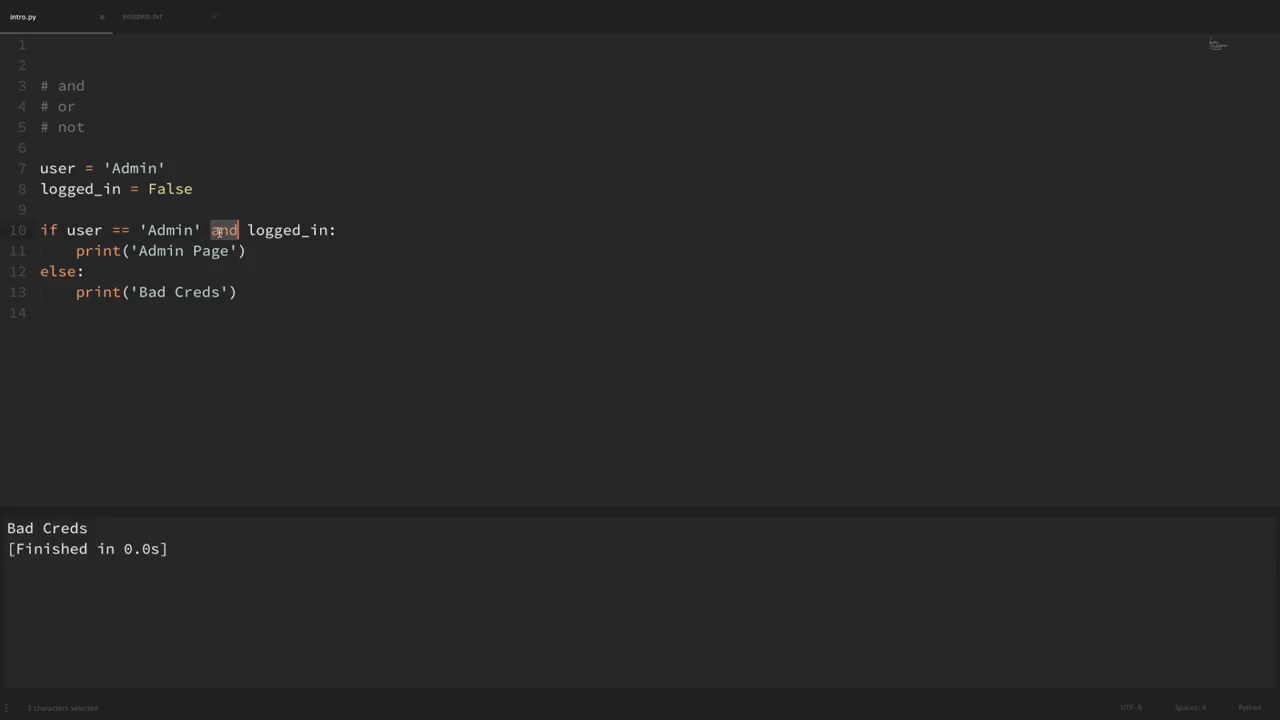 intro.py × snippets.txt ×
1
2
3 # and
4 # or
5 # not
6
7 user = 'Admin'
8 logged_in = False
9
10 if user == 'Admin' and logged_in:
11     print('Admin Page')
12 else:
13     print('Bad Creds')
14
Bad Creds
[Finished in 0.0s]
3 characters selected UTF-8 Spaces: 4 Python